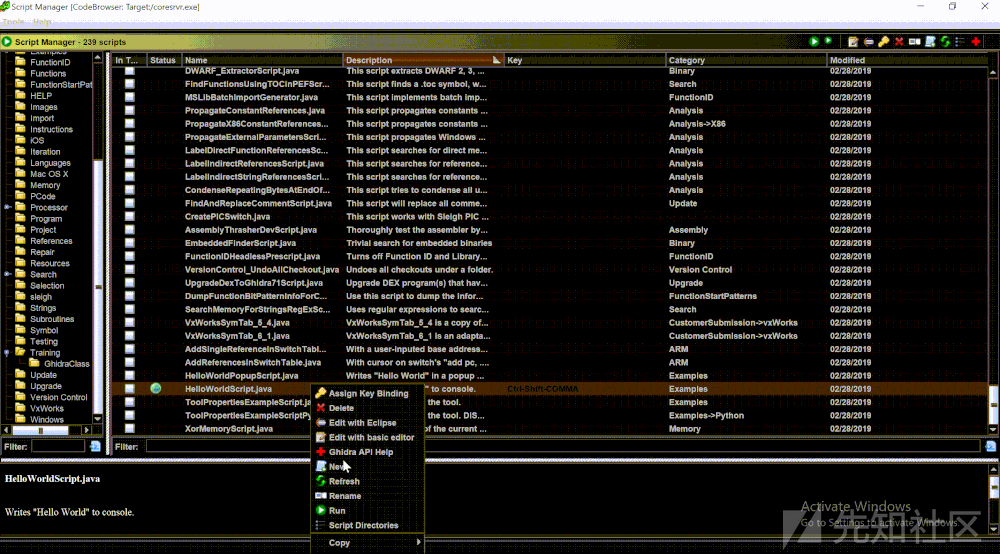 Script Manager [CodeBrowser: Target:/coresrvr.exe]
Tools Help
Script Manager - 239 scripts
Examples
FunctionID
Functions
FunctionStartPat
HELP
Images
Import
Instructions
iOS
Iteration
Languages
Mac OS X
Memory
PCode
Processor
Program
Project
References
Repair
Resources
Search
Selection
sleigh
Strings
Subroutines
Symbol
Testing
Training
GhidraClass
Update
Upgrade
Version Control
VxWorks
Windows
Filter:
In T... Status Name Description Key Category Modified
DWARF_ExtractorScript.java This script extracts DWARF 2, 3, ... Binary 02/28/2019
FindFunctionsUsingTOCinPEFScr... This script finds a .toc symbol, w... Search 02/28/2019
MSLibBatchImportGenerator.java This script implements batch imp... FunctionID 02/28/2019
PropagateConstantReferences.java This script propagates constants ... Analysis 02/28/2019
PropagateX86ConstantReferences... This script propagates constants ... Analysis->X86 02/28/2019
PropagateExternalParametersScri... This script propagates Windows ... Analysis 02/28/2019
LabelDirectFunctionReferencesSc... This script searches for direct me... Analysis 02/28/2019
LabelIndirectReferencesScript.java This script searches for reference... Analysis 02/28/2019
LabelIndirectStringReferencesScri... This script searches for reference... Analysis 02/28/2019
CondenseRepeatingBytesAtEndOf... This script tries to condense all u... Analysis 02/28/2019
FindAndReplaceCommentScript.java This script will replace all comme... Update 02/28/2019
CreatePICSwitch.java This script works with Sleigh PIC ... 02/28/2019
AssemblyThrasherDevScript.java Thoroughly test the assembler by... Assembly 02/28/2019
EmbeddedFinderScript.java Trivial search for embedded binaries Binary 02/28/2019
FunctionIDHeadlessPrescript.java Turns off Function ID and Library... FunctionID 02/28/2019
VersionControl_UndoAllCheckout.java Undoes all checkouts under a folder. Version Control 02/28/2019
UpgradeDexToGhidra71Script.java Upgrade DEX program(s) that hav... Upgrade 02/28/2019
DumpFunctionBitPatternInfoForC... Use this script to dump the infor... FunctionStartPatterns 02/28/2019
SearchMemoryForStringsRegExSc... Uses regular expressions to searc... Search 02/28/2019
VxWorksSymTab_5_4.java VxWorksSymTab_5_4 is a copy of... CustomerSubmission->vxWorks 02/28/2019
VxWorksSymTab_6_1.java VxWorksSymTab_6_1 is an adapta... CustomerSubmission->vxWorks 02/28/2019
AddSingleReferenceInSwitchTabl... With a user-inputed base address... ARM 02/28/2019
AddReferencesInSwitchTable.java With cursor on switch's "add pc, ... ARM 02/28/2019
HelloWorldPopupScript.java Writes "Hello World" in a popup ... Examples 02/28/2019
HelloWorldScript.java " to console. Ctrl-Shift-COMMA Examples 02/28/2019
ToolPropertiesExampleScript.j the tool. Examples 02/28/2019
ToolPropertiesExampleScriptPy the tool. DIS... Examples->Python 02/28/2019
XorMemoryScript.java of the current ... Memory 02/28/2019
Filter:
Assign Key Binding
Delete
Edit with Eclipse
Edit with basic editor
Ghidra API Help
New
Refresh
Rename
Run
Script Directories
Copy
HelloWorldScript.java
Writes "Hello World" to console.
Activate Windows
Go to Settings to activate Windows.
先知社区